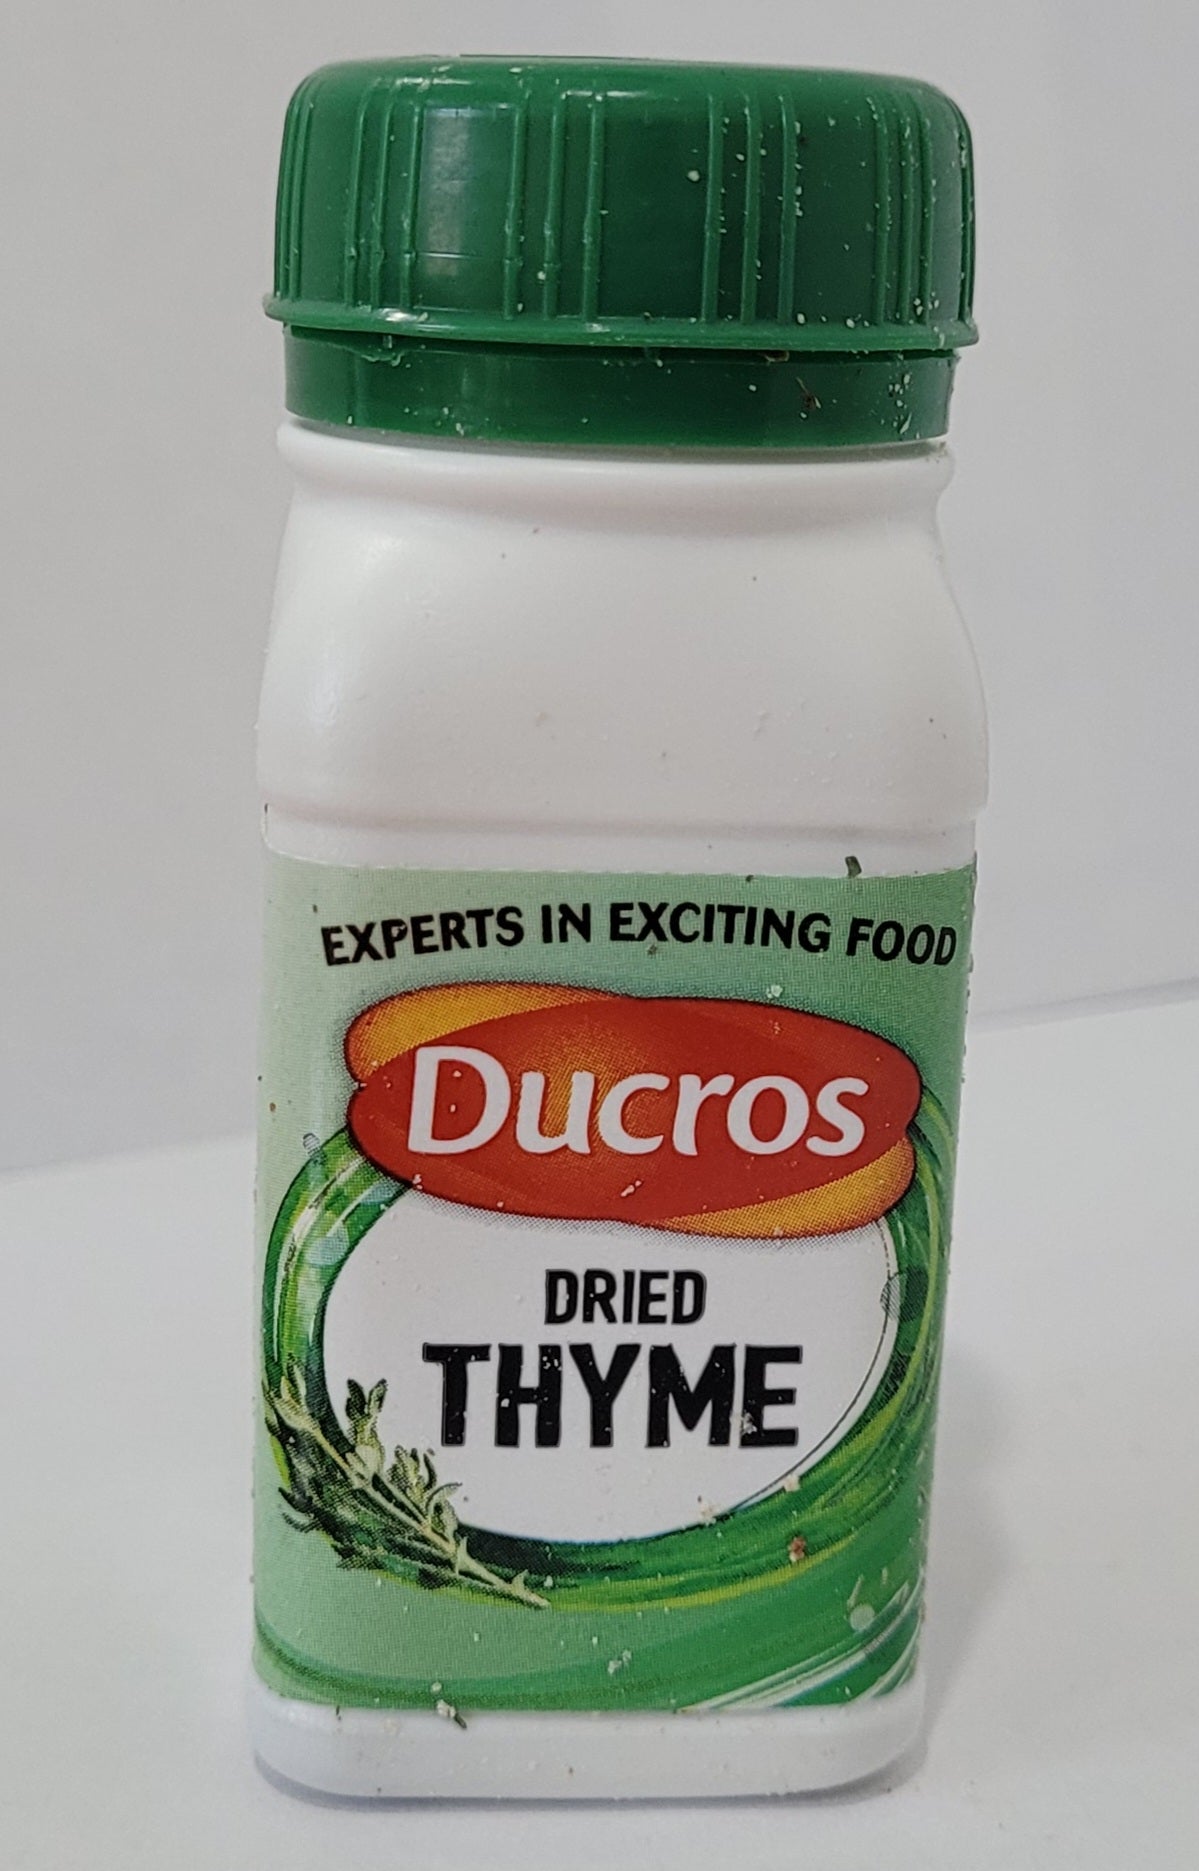 EXPERTS IN EXCITING FOOD
Ducros
DRIED
THYME